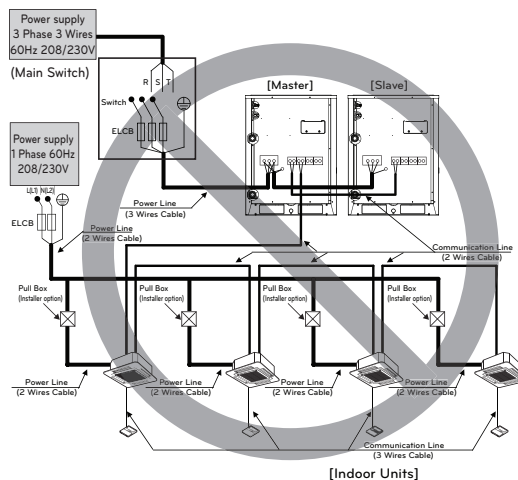 Power supply
3 Phase 3 Wires
60Hz 208/230V
(Main Switch)
R S T
Switch
ELCB
[Master]
[Slave]
Power supply
1 Phase 60Hz
208/230V
L(L1) N(L2)
ELCB
Power Line
(2 Wires Cable)
Power Line
(3 Wires Cable)
Communication Line
(2 Wires Cable)
Pull Box
(Installer option)
Pull Box
(Installer option)
Pull Box
(Installer option)
Pull Box
(Installer option)
Power Line
(2 Wires Cable)
Power Line
(2 Wires Cable)
Power Line
(2 Wires Cable)
Power Line
(2 Wires Cable)
Communication Line
(3 Wires Cable)
[Indoor Units]